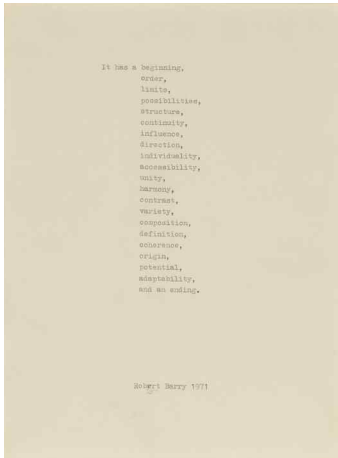 It has a beginning,
order,
limits,
possibilities,
structure,
continuity,
influence,
direction,
individuality,
accessibility,
unity,
harmony,
contrast,
variety,
composition,
definition,
coherence,
origin,
potential,
adaptability,
and an ending.
Robert Barry 1971